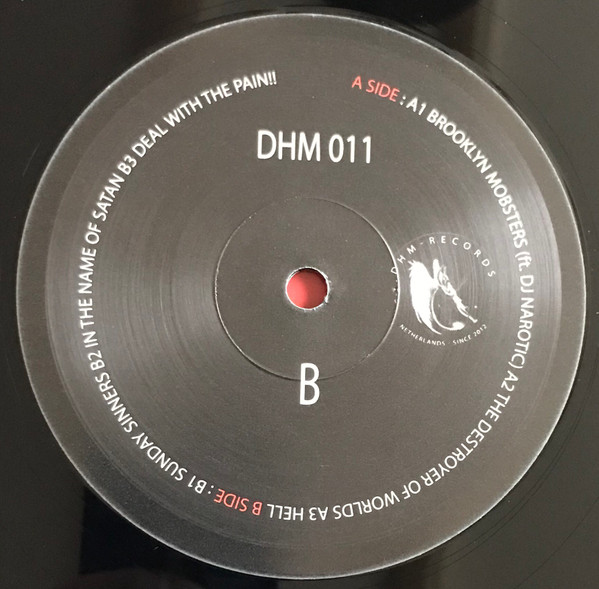 A SIDE : A1 BROOKLYN MOBSTERS (ft. DJ NAROTIC) A2 THE DESTROYER OF WORLDS A3 HELL B SIDE : B1 SUNDAY SINNERS B2 IN THE NAME OF SATAN B3 DEAL WITH THE PAIN!!
DHM 011
DHM - RECORDS
NETHERLANDS - SINCE 2012
B